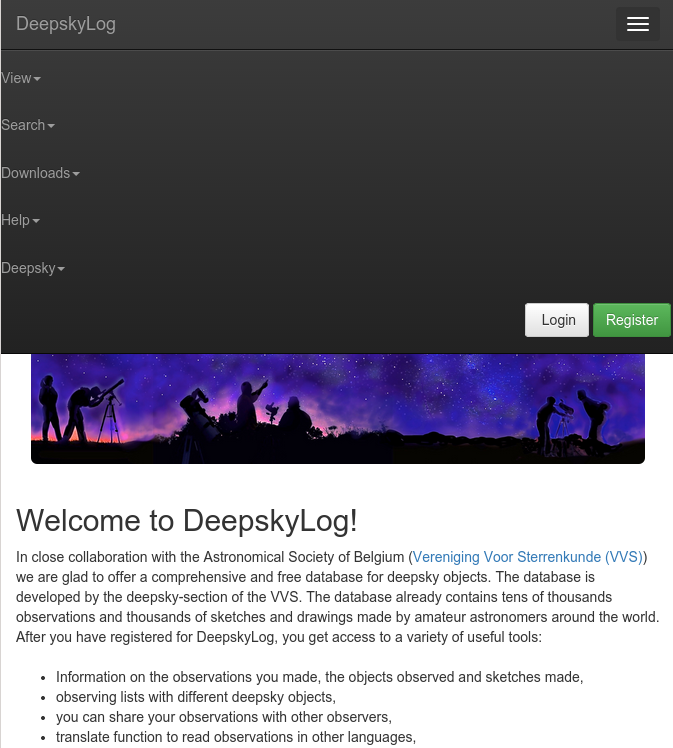 DeepskyLog
View
Search
Downloads
Help
Deepsky
Login Register
Welcome to DeepskyLog!
In close collaboration with the Astronomical Society of Belgium (Vereniging Voor Sterrenkunde (VVS))
we are glad to offer a comprehensive and free database for deepsky objects. The database is
developed by the deepsky-section of the VVS. The database already contains tens of thousands
observations and thousands of sketches and drawings made by amateur astronomers around the world.
After you have registered for DeepskyLog, you get access to a variety of useful tools:
• Information on the observations you made, the objects observed and sketches made,
• observing lists with different deepsky objects,
• you can share your observations with other observers,
• translate function to read observations in other languages,